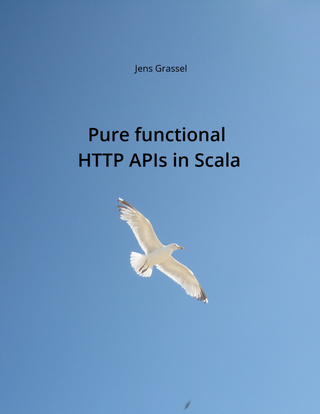 Jens Grassel
Pure functional
HTTP APIs in Scala